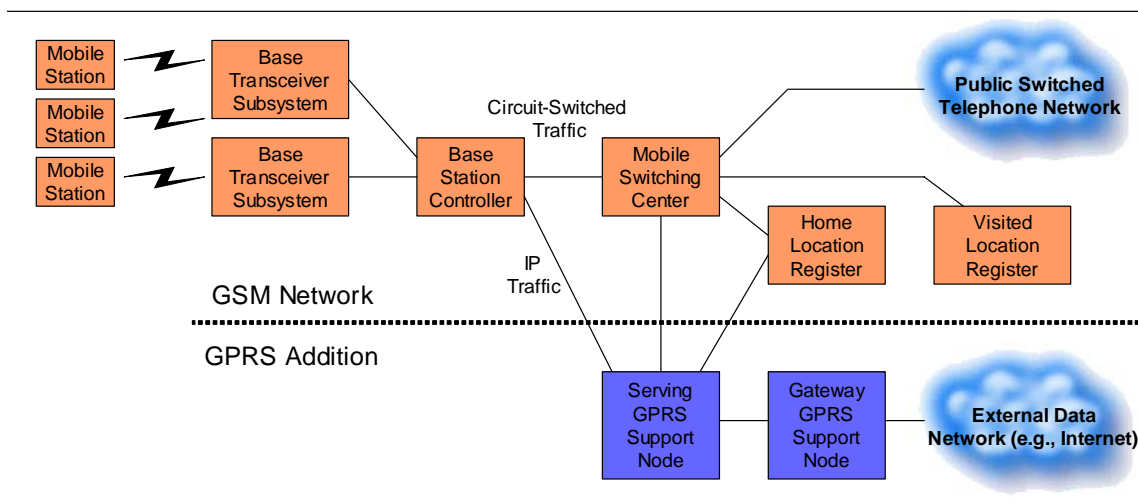 Mobile
Station
Mobile
Station
Mobile
Station
Base
Transceiver
Subsystem
Base
Transceiver
Subsystem
Base
Station
Controller
Circuit-Switched
Traffic
Mobile
Switching
Center
Public Switched
Telephone Network
Home
Location
Register
Visited
Location
Register
IP
Traffic
GSM Network
GPRS Addition
Serving
GPRS
Support
Node
Gateway
GPRS
Support
Node
External Data
Network (e.g., Internet)